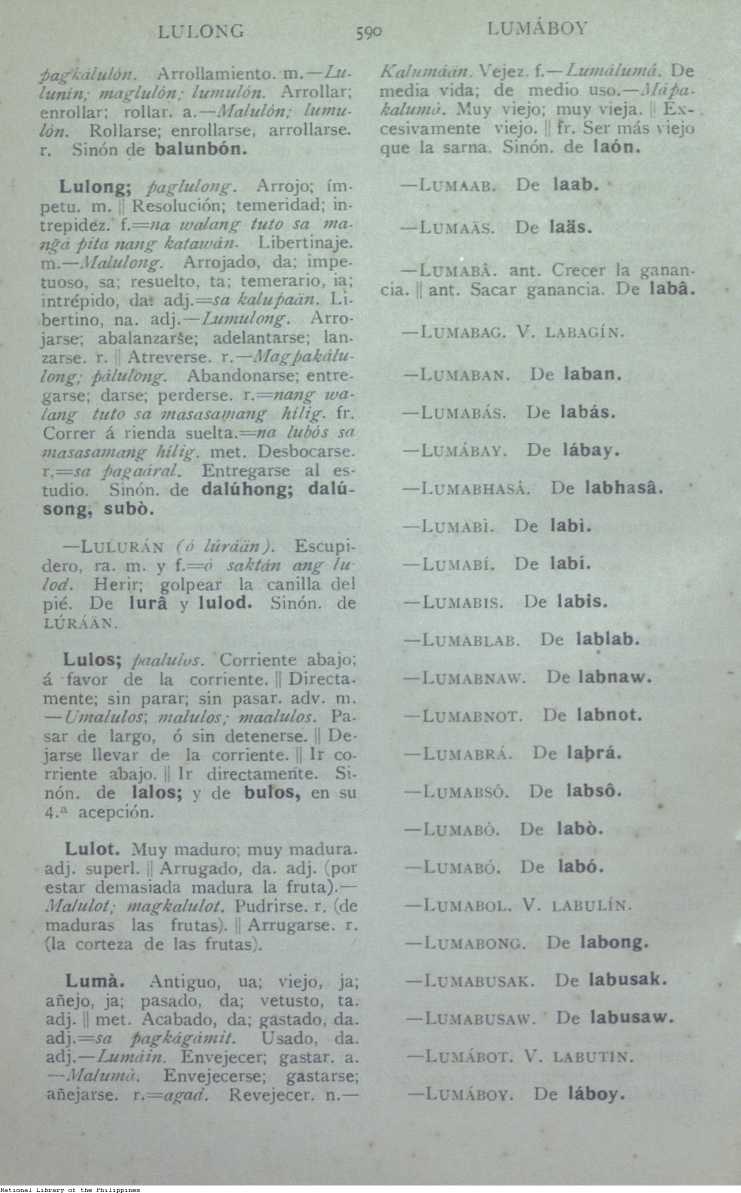 LULONG 590 LUMÁBOY
pagkálulón. Arrollamiento. m.—Lu-
lunin; maglulón; lumulón. Arrollar;
enrollar; rollar. a.—Malulón; lumu-
lón. Rollarse; enrollarse, arrollarse.
r. Sinón de balunbón.
Lulong; paglulong. Arrojo; ím-
petu. m. || Resolución; temeridad; in-
trepidéz. f.=na walang tuto sa ma-
ngá pita nang katawán. Libertinaje.
m.—Malulong. Arrojado, da; impe-
tuoso, sa; resuelto, ta; temerario, ia;
intrépido, da: adj.=sa kalupaän. Li-
bertino, na. adj.—Lumulong. Arro-
jarse; abalanzarse; adelantarse; lan-
zarse. r. || Atreverse. r.—Magpakálu-
long; pálulong. Abandonarse; entre-
garse; darse; perderse. r.=nang wa-
lang tuto sa masasamang hilig. fr.
Correr á rienda suelta.=na lubós sa
masasamang hilig. met. Desbocarse.
r.=sa pagaáral. Entregarse al es-
tudio. Sinón. de dalúhong; dalú-
song, subò.
—LULURÁN (ó lúráän). Escupi-
dero, ra. m. y f.=ó saktán ang lu-
lod. Herir; golpear la canilla del
pié. De lurâ y lulod. Sinón. de
LÚRÁÄN.
Lulos; paalulos. Corriente abajo;
á favor de la corriente. || Directa-
mente; sin parar; sin pasar. adv. m.
—Umalulos; malulos; maalulos. Pa-
sar de largo, ó sin detenerse. || De-
jarse llevar de la corriente. || Ir co-
rriente abajo. || Ir directamente. Si-
nón. de lalos; y de bulos, en su
4.ª acepción.
Lulot. Muy maduro; muy madura.
adj. superl. || Arrugado, da. adj. (por
estar demasiada madura la fruta).—
Malulot; magkalulot. Pudrirse. r. (de
maduras las frutas). || Arrugarse. r.
(la corteza de las frutas).
Lumà. Antiguo, ua; viejo, ja;
añejo, ja; pasado, da; vetusto, ta.
adj. || met. Acabado, da; gastado, da.
adj.=sa pagkágámit. Usado, da.
adj.—Lumáin. Envejecer; gastar. a.
—Malumà. Envejecerse; gastarse;
añejarse. r.=agad. Revejecer. n.—
Kalumáän. Vejez. f.—Lumálumá. De
media vida; de medio uso.—Mápa-
kalumà. Muy viejo; muy vieja. || Ex-
cesivamente viejo. || fr. Ser más viejo
que la sarna. Sinón. de laón.
—LUMAAB. De laab.
—LUMAÄS. De laäs.
—LUMABÂ. ant. Crecer la ganan-
cia. || ant. Sacar ganancia. De labâ.
—LUMABAG. V. LABAGÍN.
—LUMABAN. De laban.
—LUMABÁS. De labás.
—LUMÁBAY. De lábay.
—LUMABHASÂ. De labhasâ.
—LUMABÌ. De labì.
—LUMABÍ. De labí.
—LUMABIS. De labis.
—LUMABLAB. De lablab.
—LUMABNAW. De labnaw.
—LUMABNOT. De labnot.
—LUMABRÁ. De labrá.
—LUMABSÔ. De labsô.
—LUMABÒ. De labò.
—LUMABÓ. De labó.
—LUMABOL. V. LABULÍN.
—LUMABONG. De labong.
—LUMABUSAK. De labusak.
—LUMABUSAW. De labusaw.
—LUMÁBOT. V. LABUTIN.
—LUMÁBOY. De láboy.
National Library of the Philippines